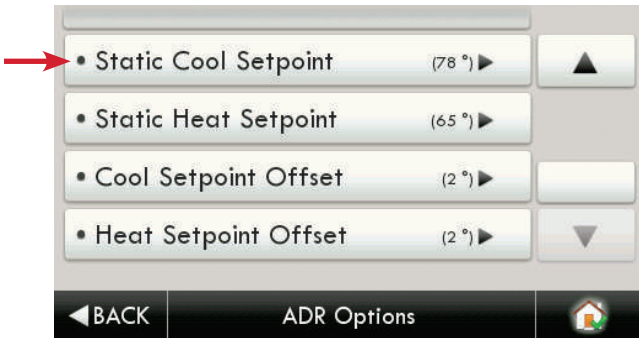 • Static Cool Setpoint (78 °)▶
• Static Heat Setpoint (65 °)▶
• Cool Setpoint Offset (2 °)▶
• Heat Setpoint Offset (2 °)▶
◀BACK ADR Options